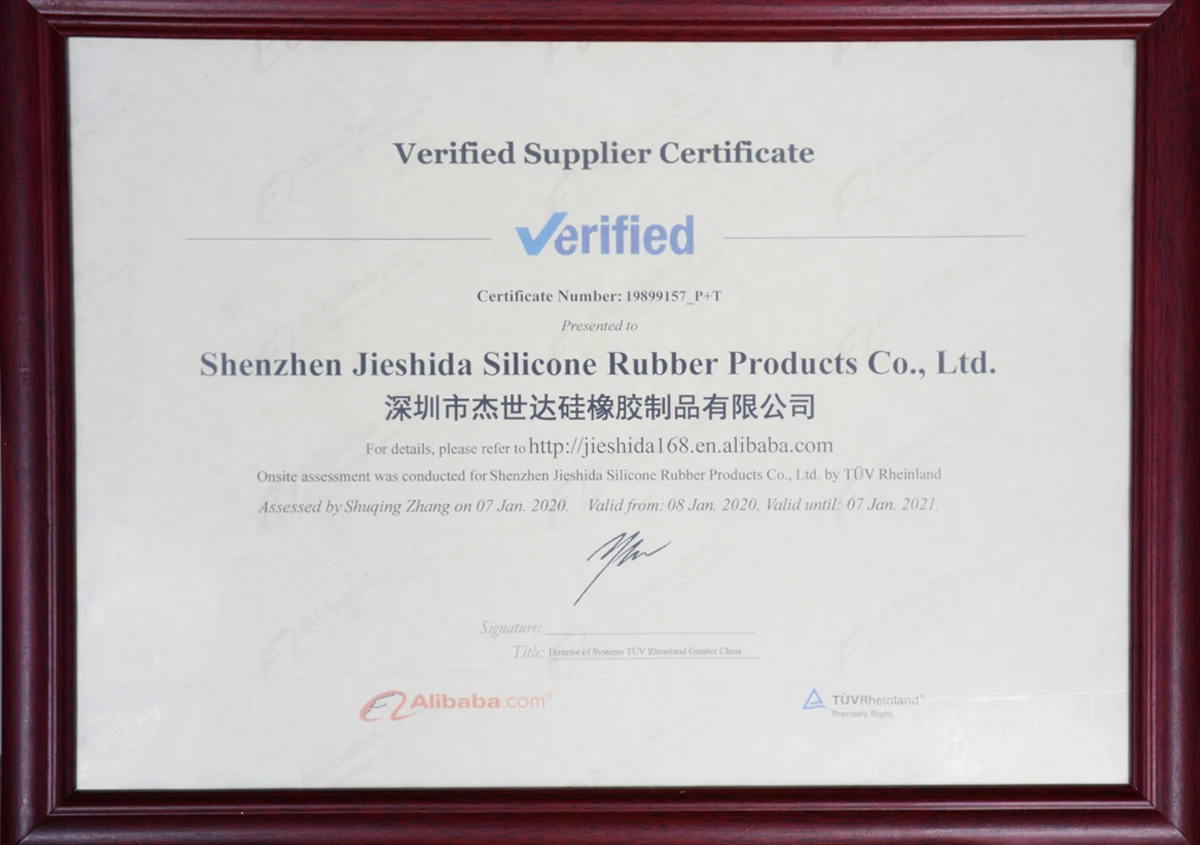 Verified Supplier Certificate
Verified
Certificate Number: 19899157_P+T
Presented to
Shenzhen Jieshida Silicone Rubber Products Co., Ltd.
深圳市杰世达硅橡胶制品有限公司
For details, please refer to http://jieshida168.en.alibaba.com
Onsite assessment was conducted for Shenzhen Jieshida Silicone Rubber Products Co., Ltd. by TÜV Rheinland
Assessed by Shuqing Zhang on 07 Jan. 2020. Valid from: 08 Jan. 2020, Valid until: 07 Jan. 2021.
Signature:
Title: Director of Systems TÜV Rheinland Greater China
Alibaba.com®
TÜVRheinland®
Precisely Right.